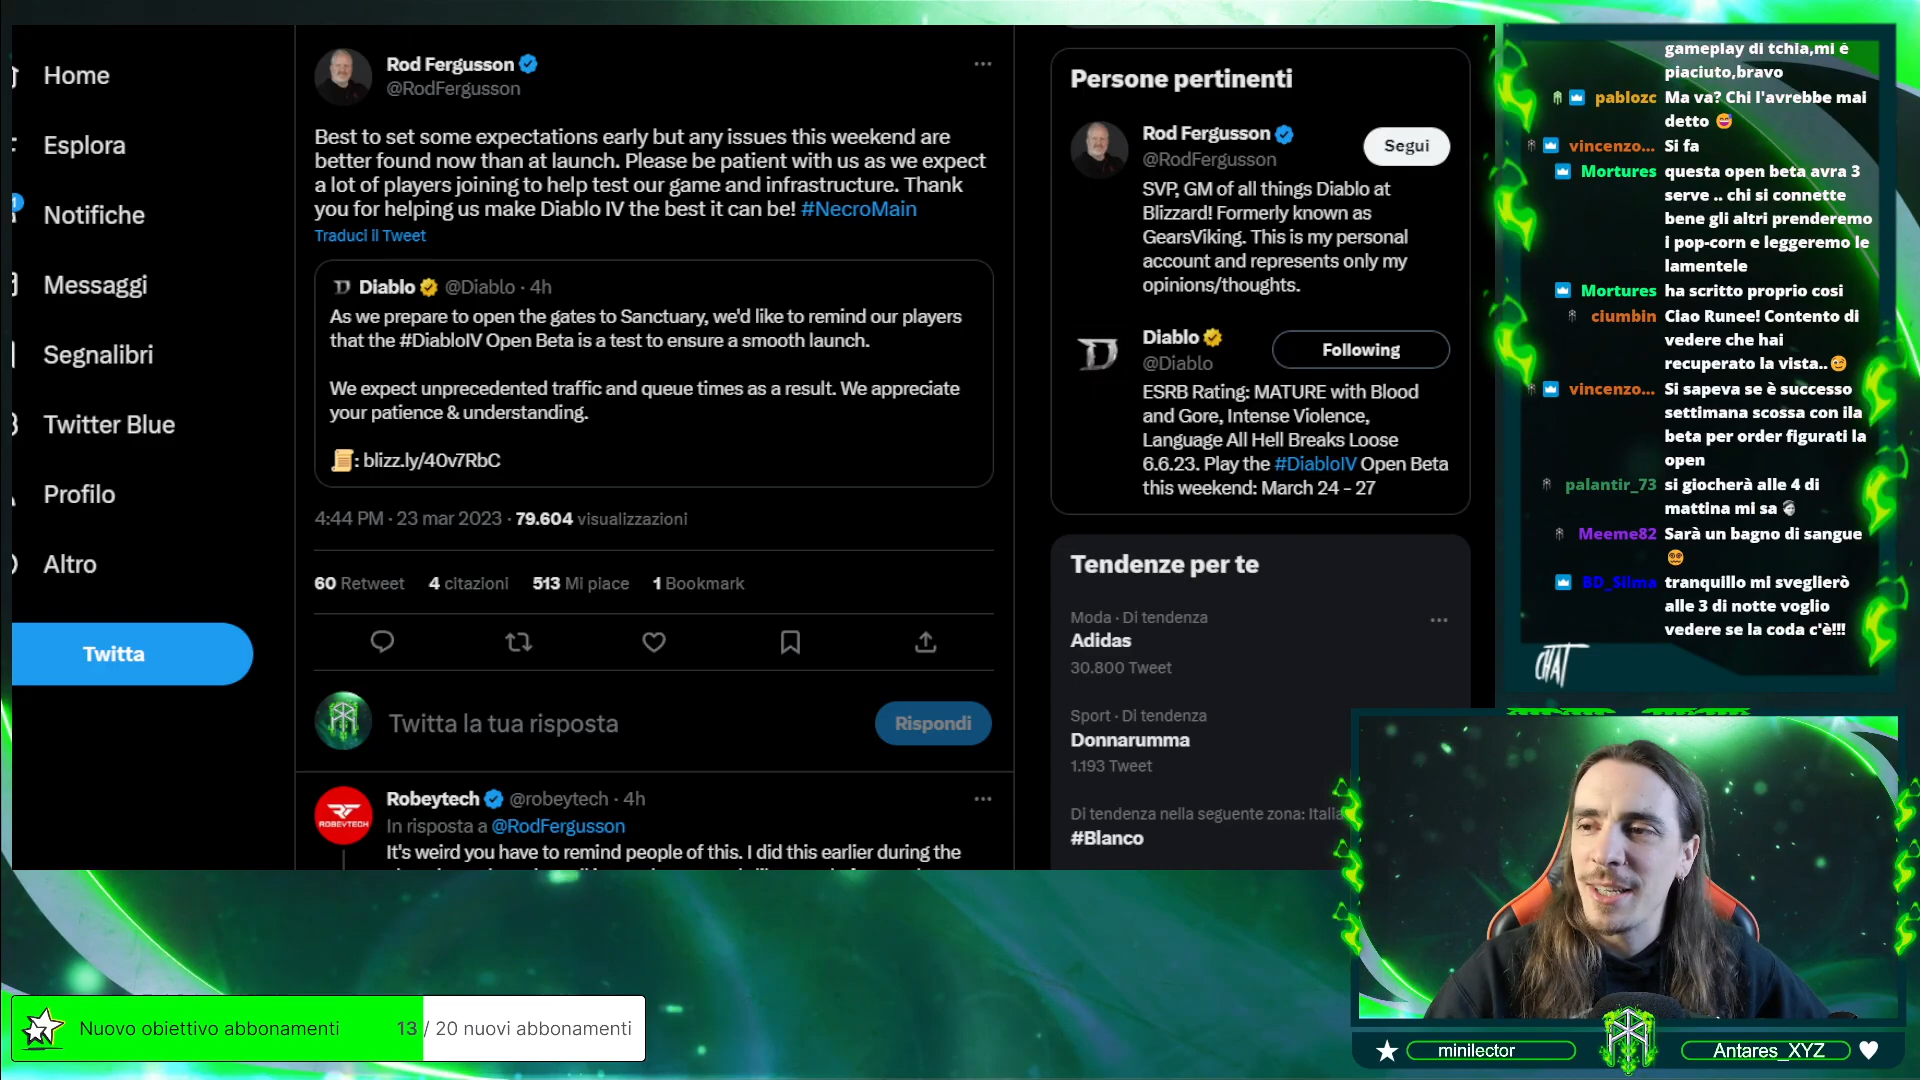 Home
Esplora
Notifiche
Messaggi
Segnalibri
Twitter Blue
Profilo
Altro
Twitta
Rod Fergusson
@RodFergusson
Best to set some expectations early but any issues this weekend are
better found now than at launch. Please be patient with us as we expect
a lot of players joining to help test our game and infrastructure. Thank
you for helping us make Diablo IV the best it can be! #NecroMain
Traduci il Tweet
Diablo @Diablo · 4h
As we prepare to open the gates to Sanctuary, we'd like to remind our players
that the #DiabloIV Open Beta is a test to ensure a smooth launch.
We expect unprecedented traffic and queue times as a result. We appreciate
your patience & understanding.
: blizz.ly/40v7RbC
4:44 PM · 23 mar 2023 · 79.604 visualizzazioni
60 Retweet 4 citazioni 513 Mi piace 1 Bookmark
Twitta la tua risposta
Rispondi
Robeytech @robeytech · 4h
ROBEYTECH
In risposta a @RodFergusson
It's weird you have to remind people of this. I did this earlier during the
Persone pertinenti
Rod Fergusson
@RodFergusson
Segui
SVP, GM of all things Diablo at
Blizzard! Formerly known as
GearsViking. This is my personal
account and represents only my
opinions/thoughts.
Diablo
@Diablo
Following
ESRB Rating: MATURE with Blood
and Gore, Intense Violence,
Language All Hell Breaks Loose
6.6.23. Play the #DiabloIV Open Beta
this weekend: March 24 - 27
Tendenze per te
Moda · Di tendenza
Adidas
30.800 Tweet
Sport · Di tendenza
Donnarumma
1.193 Tweet
Di tendenza nella seguente zona: Italia
#Blanco
gameplay di tchia,mi è
piaciuto,bravo
pablozc Ma va? Chi l'avrebbe mai
detto
vincenzo... Si fa
Mortures questa open beta avra 3
serve .. chi si connette
bene gli altri prenderemo
i pop-corn e leggeremo le
lamentele
Mortures ha scritto proprio cosi
ciumbin Ciao Runee! Contento di
vedere che hai
recuperato la vista..
vincenzo... Si sapeva se è successo
settimana scossa con ila
beta per order figurati la
open
palantir_73 si giocherà alle 4 di
mattina mi sa
Meeme82 Sarà un bagno di sangue
BD_Silma tranquillo mi sveglierò
alle 3 di notte voglio
vedere se la coda c'è!!!
CHAT
Nuovo obiettivo abbonamenti 13 / 20 nuovi abbonamenti
minilector
Antares_XYZ